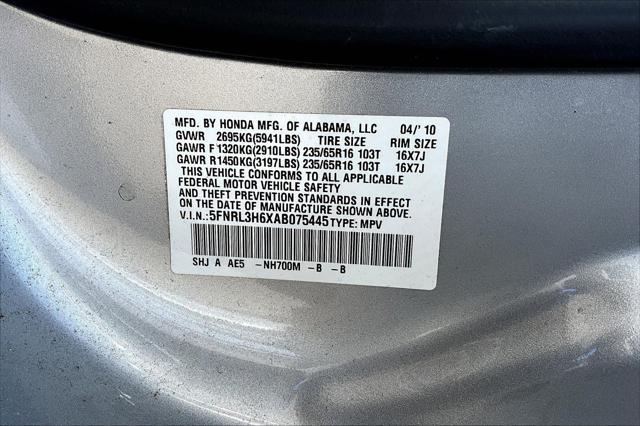 MFD. BY HONDA MFG. OF ALABAMA, LLC 04/'10
GVWR 2695KG(5941LBS) TIRE SIZE RIM SIZE
GAWR F 1320KG(2910LBS) 235/65R16 103T 16X7J
GAWR R1450KG(3197LBS) 235/65R16 103T 16X7J
THIS VEHICLE CONFORMS TO ALL APPLICABLE
FEDERAL MOTOR VEHICLE SAFETY
AND THEFT PREVENTION STANDARDS IN EFFECT
ON THE DATE OF MANUFACTURE SHOWN ABOVE.
V.I.N.:5FNRL3H6XAB075445 TYPE: MPV
SHJ A AE5 -NH700M -B -B